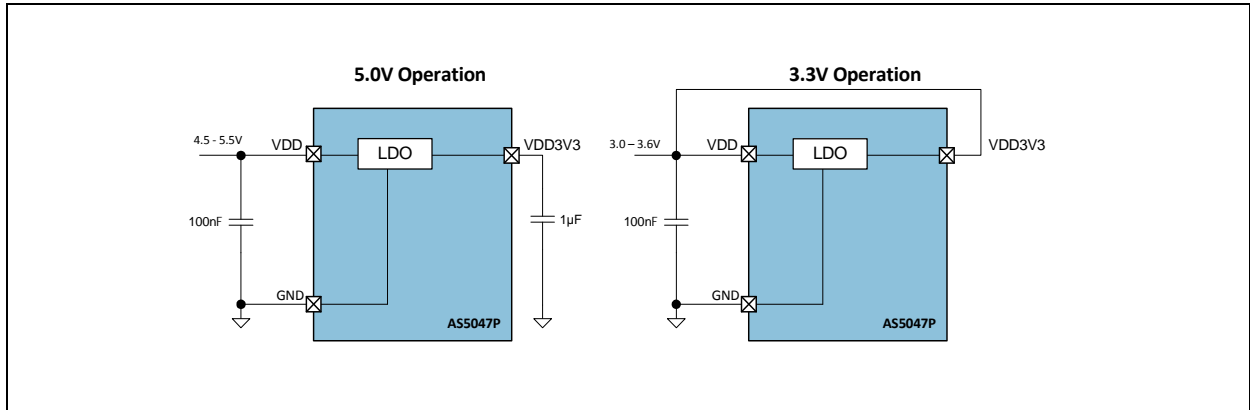 5.0V Operation
4.5 - 5.5V
VDD
LDO
VDD3V3
100nF
1µF
GND
AS5047P
3.3V Operation
3.0 – 3.6V
VDD
LDO
VDD3V3
100nF
GND
AS5047P